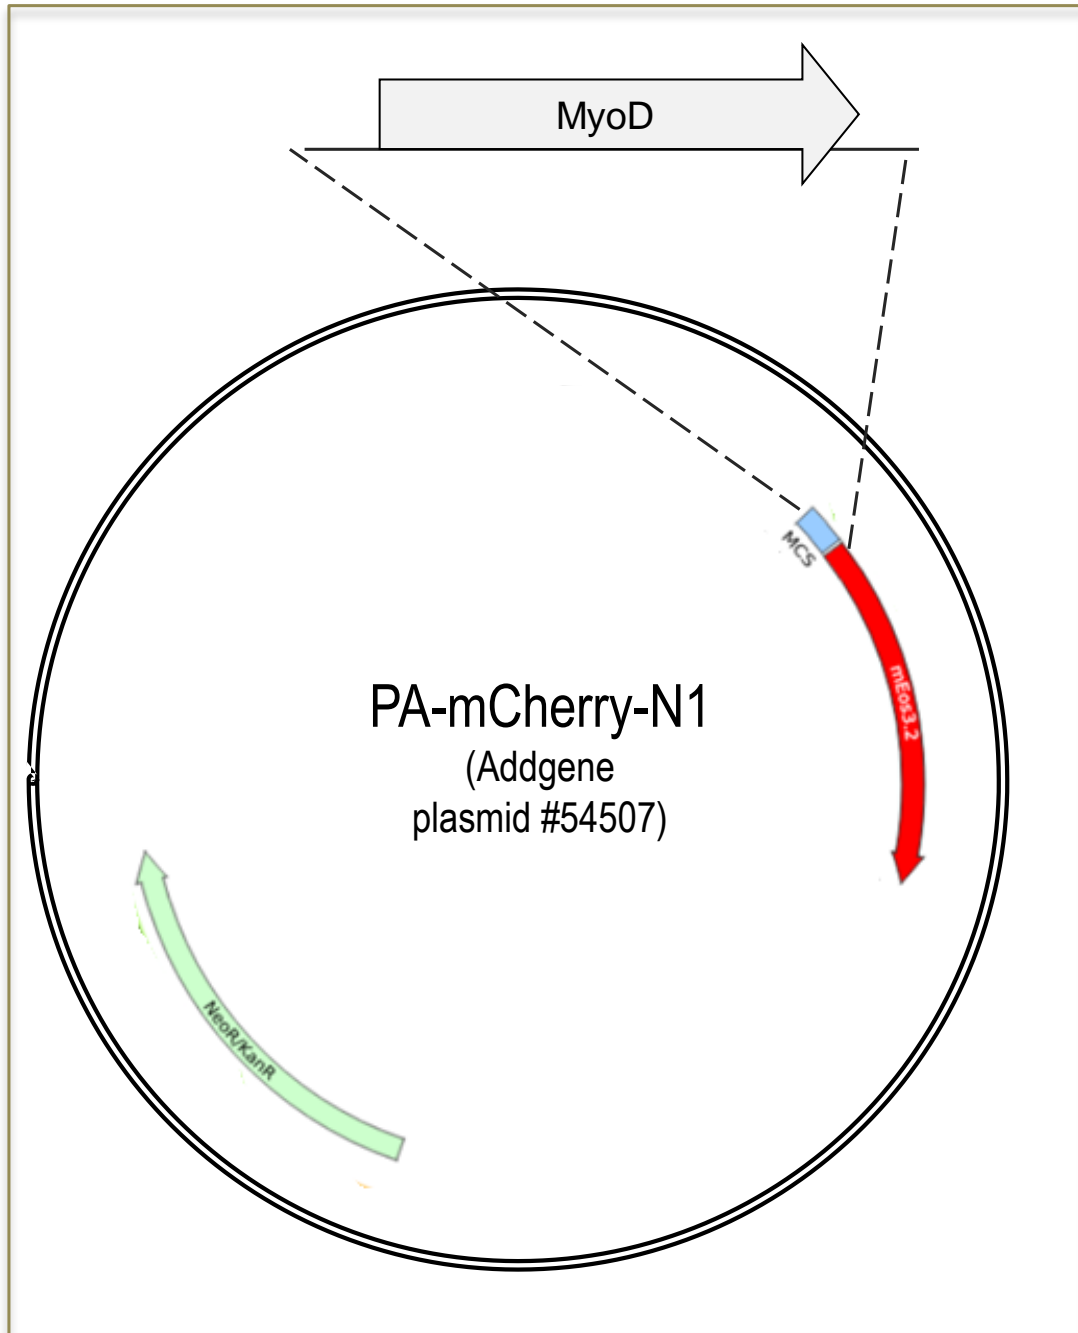 MyoD
MCS
mEos3.2
PA-mCherry-N1
(Addgene
plasmid #54507)
NeoR/KanR